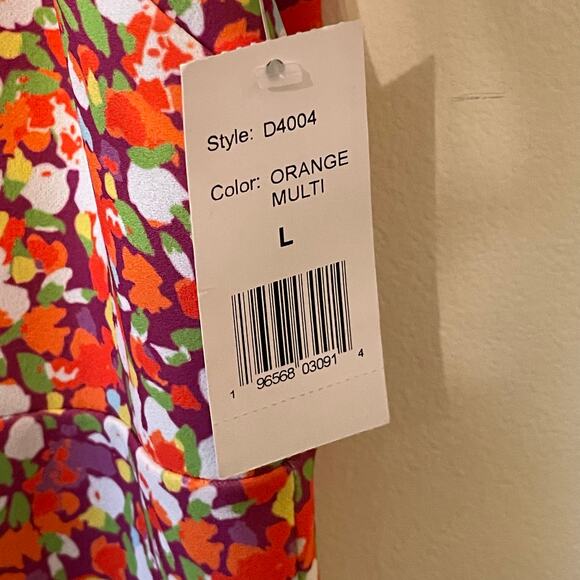 Style: D4004
Color: ORANGE
MULTI
L
1 96568 03091 4